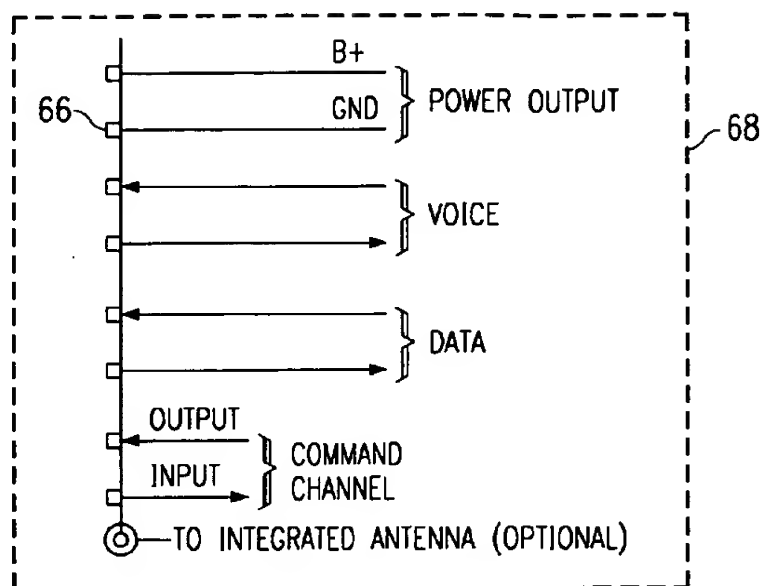 B+
66
GND
POWER OUTPUT
68
VOICE
DATA
OUTPUT
INPUT
COMMAND
CHANNEL
TO INTEGRATED ANTENNA (OPTIONAL)